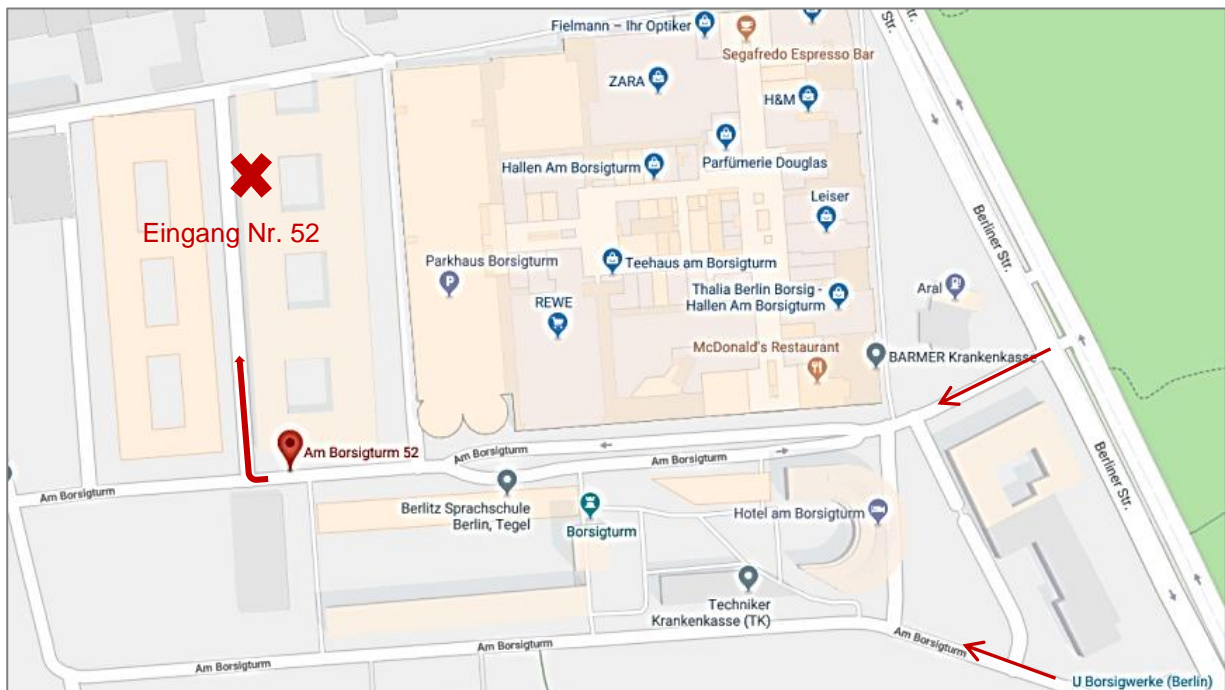 Fielmann – Ihr Optiker
Str.
Str.
Segafredo Espresso Bar
ZARA
H&M
Hallen Am Borsigturm
Parfümerie Douglas
Leiser
Eingang Nr. 52
Berliner Str.
Parkhaus Borsigturm
P
Teehaus am Borsigturm
REWE
Thalia Berlin Borsig -
Hallen Am Borsigturm
Aral
McDonald's Restaurant
BARMER Krankenkasse
Am Borsigturm 52
Am Borsigturm
Am Borsigturm
Am Borsigturm
Berliner Str.
Berlitz Sprachschule
Berlin, Tegel
Borsigturm
Hotel am Borsigturm
Techniker
Krankenkasse (TK)
Am Borsigturm
Am Borsigturm
U Borsigwerke (Berlin)